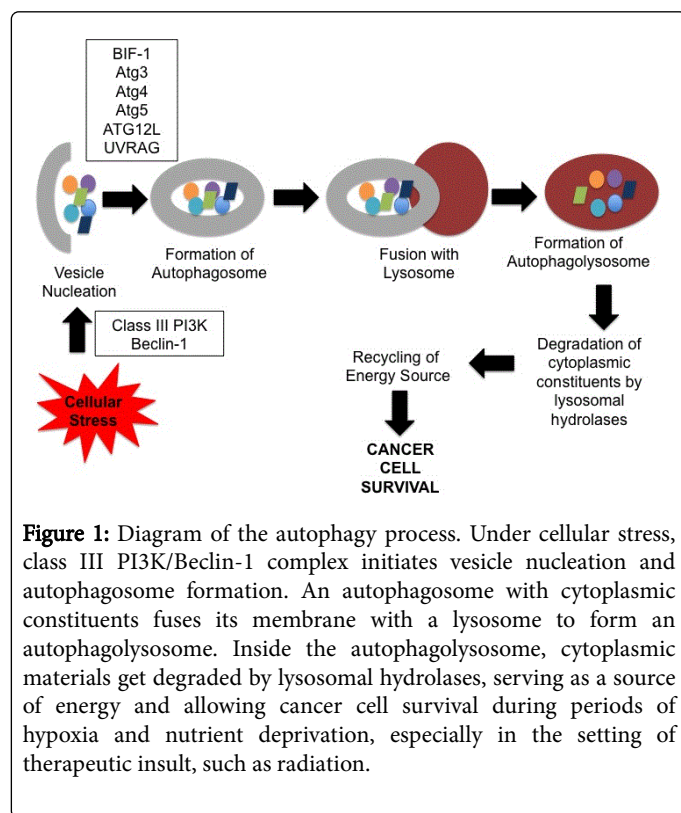 BIF-1
Atg3
Atg4
Atg5
ATG12L
UVRAG
Vesicle
Nucleation
Formation of
Autophagosome
Fusion with
Lysosome
Formation of
Autophagolysosome
Class III PI3K
Beclin-1
Cellular
Stress
Degradation of
cytoplasmic
constituents by
lysosomal
hydrolases
Recycling of
Energy Source
CANCER
CELL
SURVIVAL
Figure 1: Diagram of the autophagy process. Under cellular stress,
class III PI3K/Beclin-1 complex initiates vesicle nucleation and
autophagosome formation. An autophagosome with cytoplasmic
constituents fuses its membrane with a lysosome to form an
autophagolysosome. Inside the autophagolysosome, cytoplasmic
materials get degraded by lysosomal hydrolases, serving as a source
of energy and allowing cancer cell survival during periods of
hypoxia and nutrient deprivation, especially in the setting of
therapeutic insult, such as radiation.